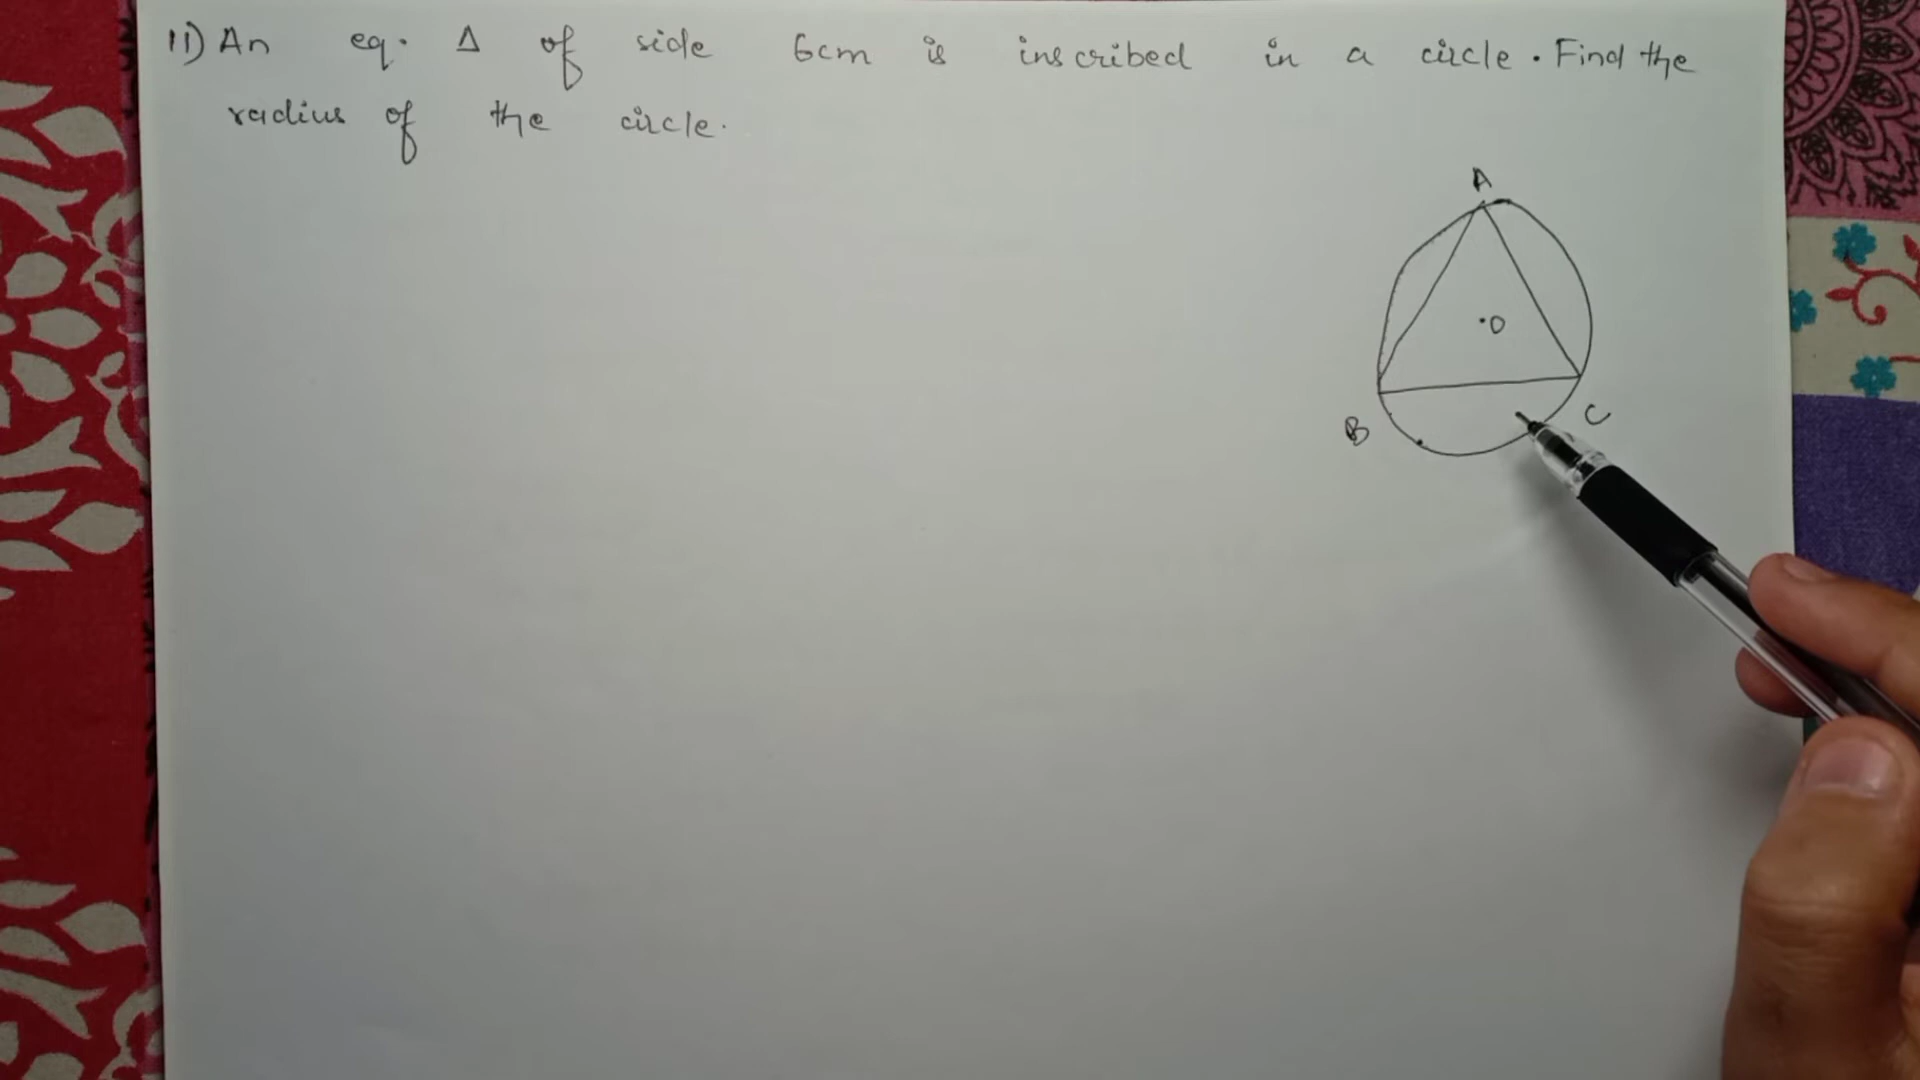 11) An eq. Δ of side 6cm is inscribed in a circle. Find the
radius of the circle.
A
O
B
C